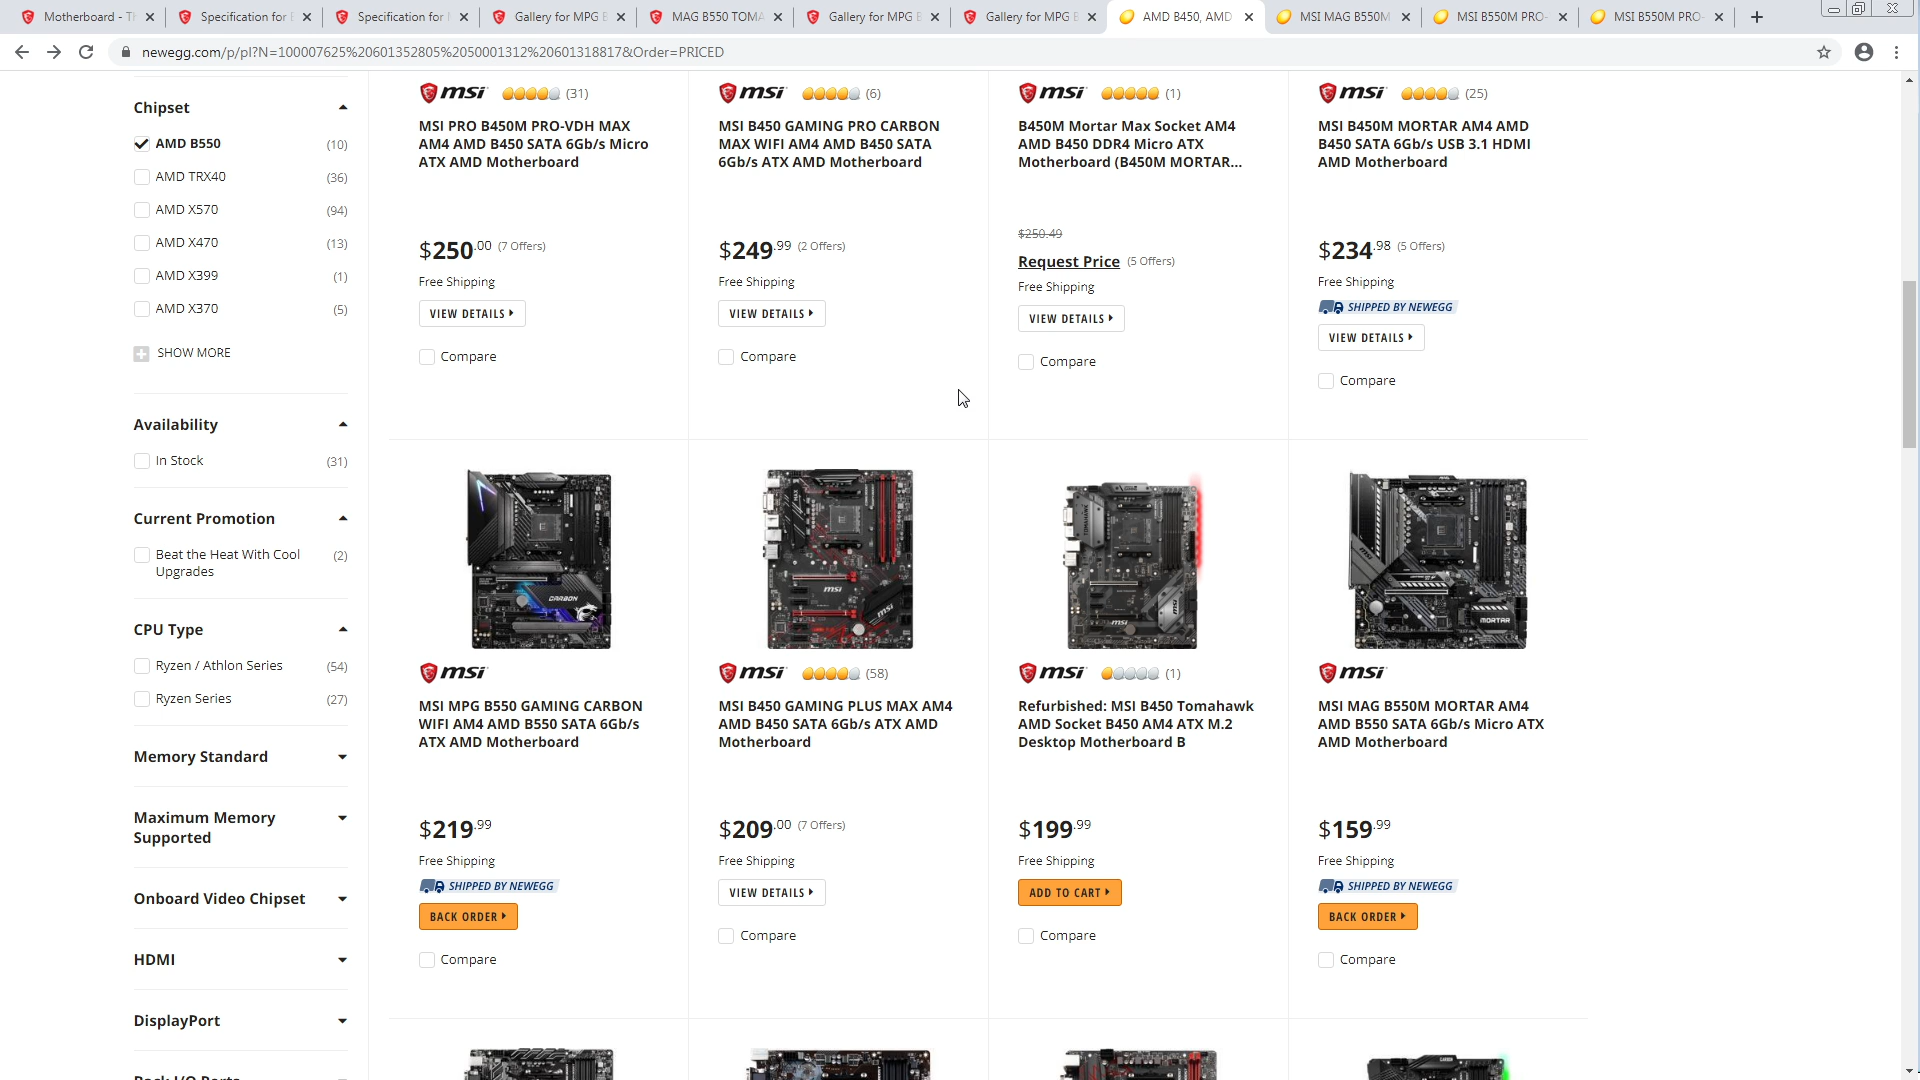 Motherboard - T
Specification for
Specification for
Gallery for MPG B
MAG B550 TOMA
Gallery for MPG B
Gallery for MPG B
AMD B450, AMD
MSI MAG B550M
MSI B550M PRO-
MSI B550M PRO-
newegg.com/p/pl?N=100007625%20601352805%2050001312%20601318817&Order=PRICED
Chipset
AMD B550 (10)
AMD TRX40 (36)
AMD X570 (94)
AMD X470 (13)
AMD X399 (1)
AMD X370 (5)
SHOW MORE
Availability
In Stock (31)
Current Promotion
Beat the Heat With Cool (2)
Upgrades
CPU Type
Ryzen / Athlon Series (54)
Ryzen Series (27)
Memory Standard
Maximum Memory
Supported
Onboard Video Chipset
HDMI
DisplayPort
msi (31)
MSI PRO B450M PRO-VDH MAX
AM4 AMD B450 SATA 6Gb/s Micro
ATX AMD Motherboard
$250.00 (7 Offers)
Free Shipping
VIEW DETAILS
Compare
msi (6)
MSI B450 GAMING PRO CARBON
MAX WIFI AM4 AMD B450 SATA
6Gb/s ATX AMD Motherboard
$249.99 (2 Offers)
Free Shipping
VIEW DETAILS
Compare
msi (1)
B450M Mortar Max Socket AM4
AMD B450 DDR4 Micro ATX
Motherboard (B450M MORTAR...
$250.49
Request Price (5 Offers)
Free Shipping
VIEW DETAILS
Compare
msi (25)
MSI B450M MORTAR AM4 AMD
B450 SATA 6Gb/s USB 3.1 HDMI
AMD Motherboard
$234.98 (5 Offers)
Free Shipping
SHIPPED BY NEWEGG
VIEW DETAILS
Compare
CARBON
msi
MSI MPG B550 GAMING CARBON
WIFI AM4 AMD B550 SATA 6Gb/s
ATX AMD Motherboard
$219.99
Free Shipping
SHIPPED BY NEWEGG
BACK ORDER
Compare
msi
msi
msi (58)
MSI B450 GAMING PLUS MAX AM4
AMD B450 SATA 6Gb/s ATX AMD
Motherboard
$209.00 (7 Offers)
Free Shipping
VIEW DETAILS
Compare
msi
msi (1)
Refurbished: MSI B450 Tomahawk
AMD Socket B450 AM4 ATX M.2
Desktop Motherboard B
$199.99
Free Shipping
ADD TO CART
Compare
msi
MORTAR
msi
MSI MAG B550M MORTAR AM4
AMD B550 SATA 6Gb/s Micro ATX
AMD Motherboard
$159.99
Free Shipping
SHIPPED BY NEWEGG
BACK ORDER
Compare